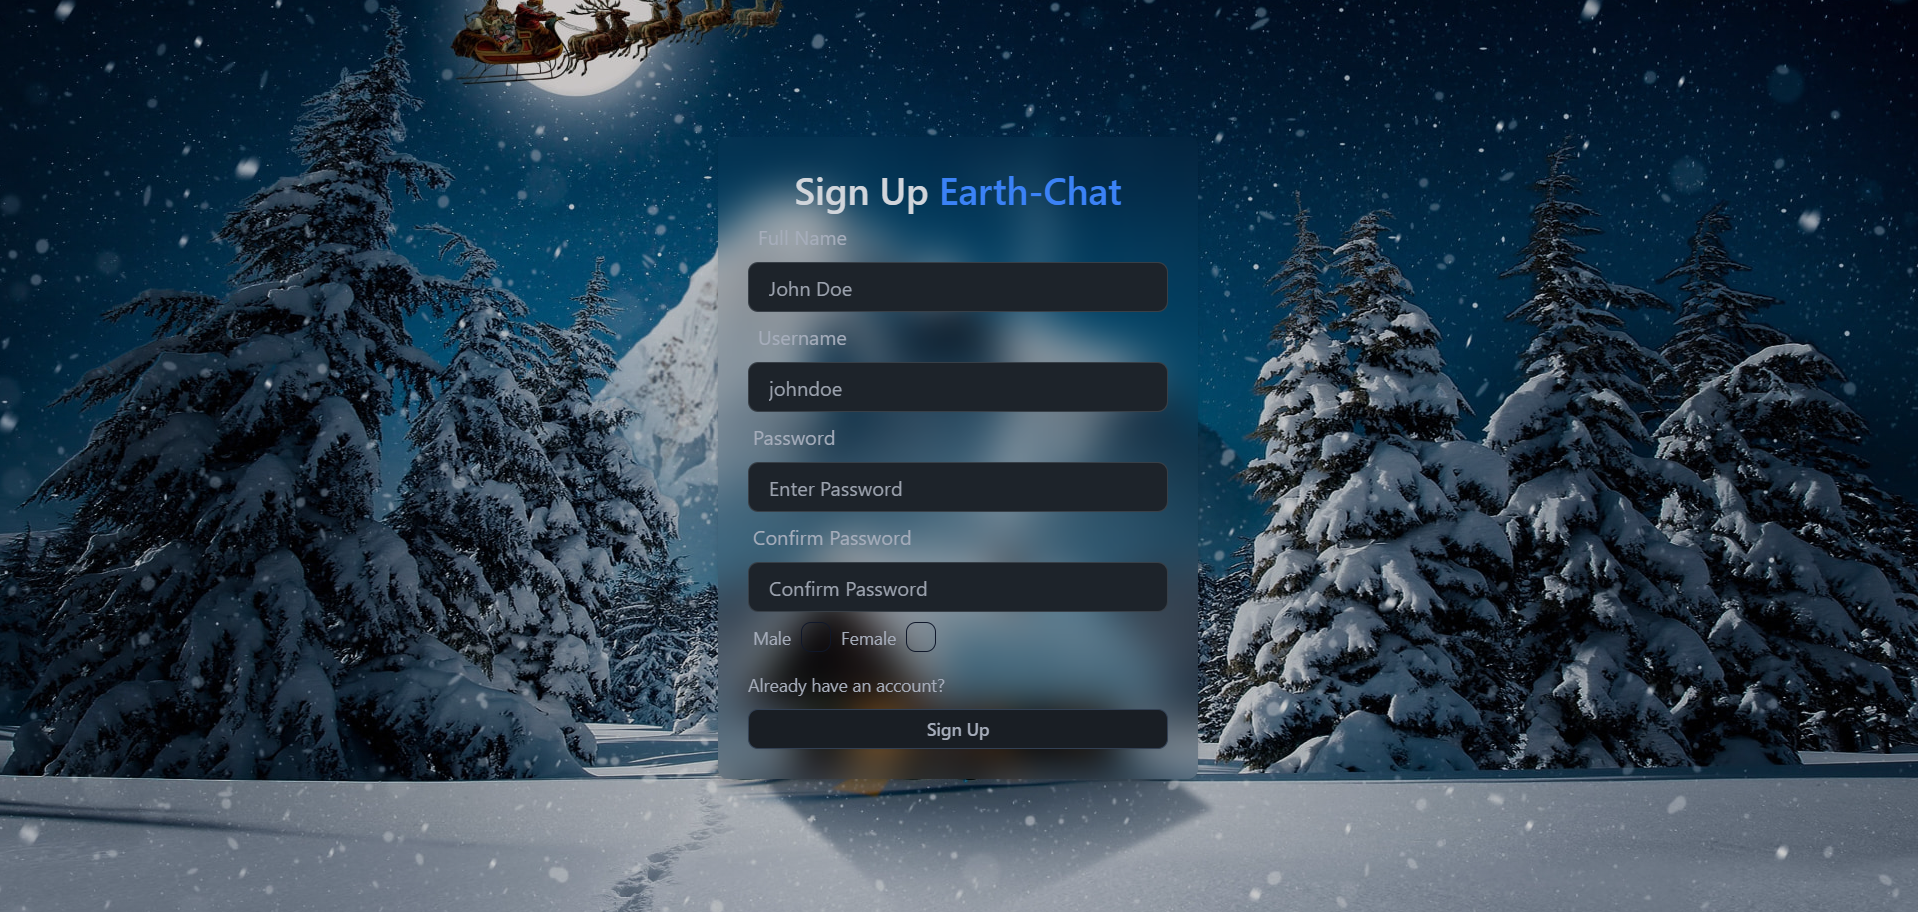 Sign Up Earth-Chat
Full Name
John Doe
Username
johndoe
Password
Enter Password
Confirm Password
Confirm Password
Male Female
Already have an account?
Sign Up